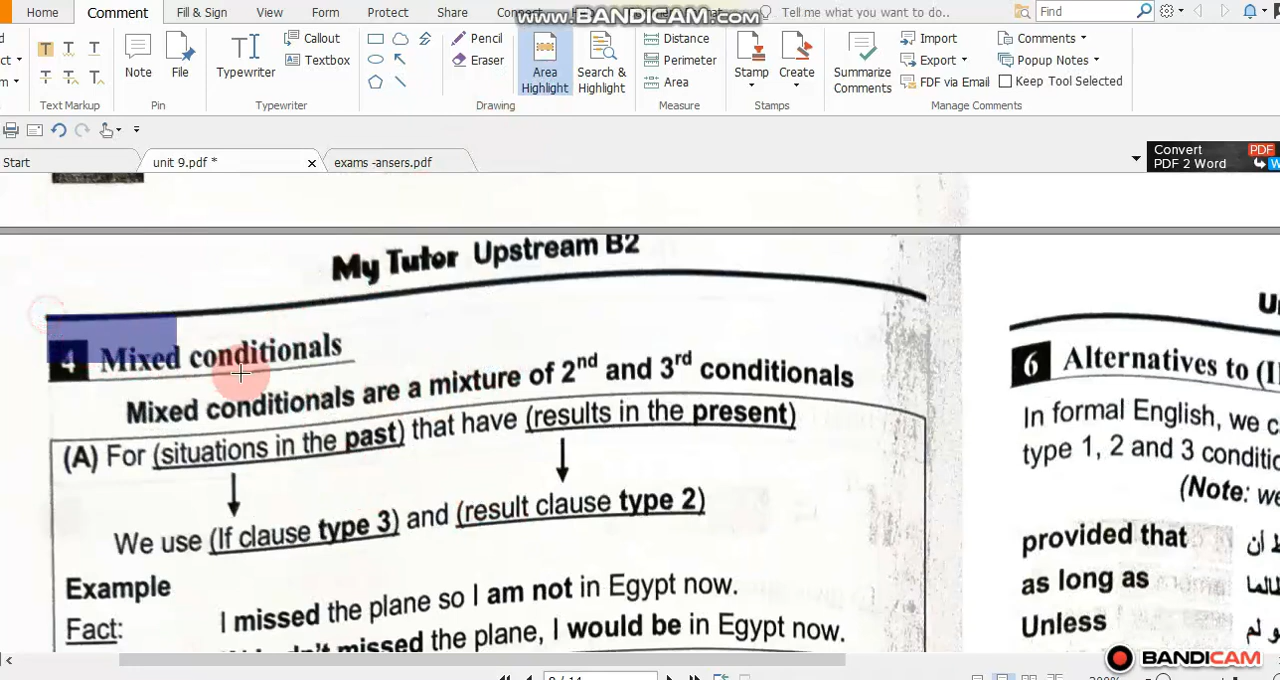 Home Comment Fill & Sign View Form Protect Share Connect Tell me what you want to do.. Find
www.BANDICAM.com
Callout
Textbox
Note File Typewriter
Pencil
Eraser
Area Highlight
Search & Highlight
Distance
Perimeter
Area
Stamp Create
Summarize Comments
Import
Export
FDF via Email
Comments
Popup Notes
Keep Tool Selected
Text Markup Pin Typewriter Drawing Measure Stamps Manage Comments
Start unit 9.pdf * exams -ansers.pdf
Convert PDF
PDF 2 Word
My Tutor Upstream B2
4 Mixed conditionals
Mixed conditionals are a mixture of 2nd and 3rd conditionals
(A) For (situations in the past) that have (results in the present)
We use (If clause type 3) and (result clause type 2)
Example
Fact: I missed the plane so I am not in Egypt now.
missed the plane, I would be in Egypt now.
6 Alternatives to
In formal English, we
type 1, 2 and 3
(Note:
provided that
as long as
Unless
BANDICAM